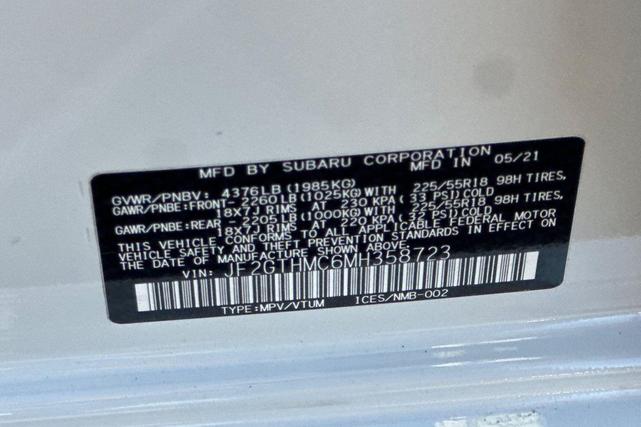 MFD BY SUBARU CORPORATION
MFD IN 05/21
GVWR/PNBV: 4376LB(1985KG)
GAWR/PNBE:FRONT- 2260LB(1025KG)WITH 225/55R18 98H TIRES,
18X7J RIMS AT 230 KPA( 33 PSI)COLD
GAWR/PNBE:REAR - 2205LB(1000KG)WITH 225/55R18 98H TIRES,
18X7J RIMS AT 220 KPA( 32 PSI)COLD
THIS VEHICLE CONFORMS TO ALL APPLICABLE FEDERAL MOTOR
VEHICLE SAFETY AND THEFT PREVENTION STANDARDS IN EFFECT ON
THE DATE OF MANUFACTURE SHOWN ABOVE.
VIN: JF2GTHMC6MH358723
TYPE:MPV/VTUM ICES/NMB-002